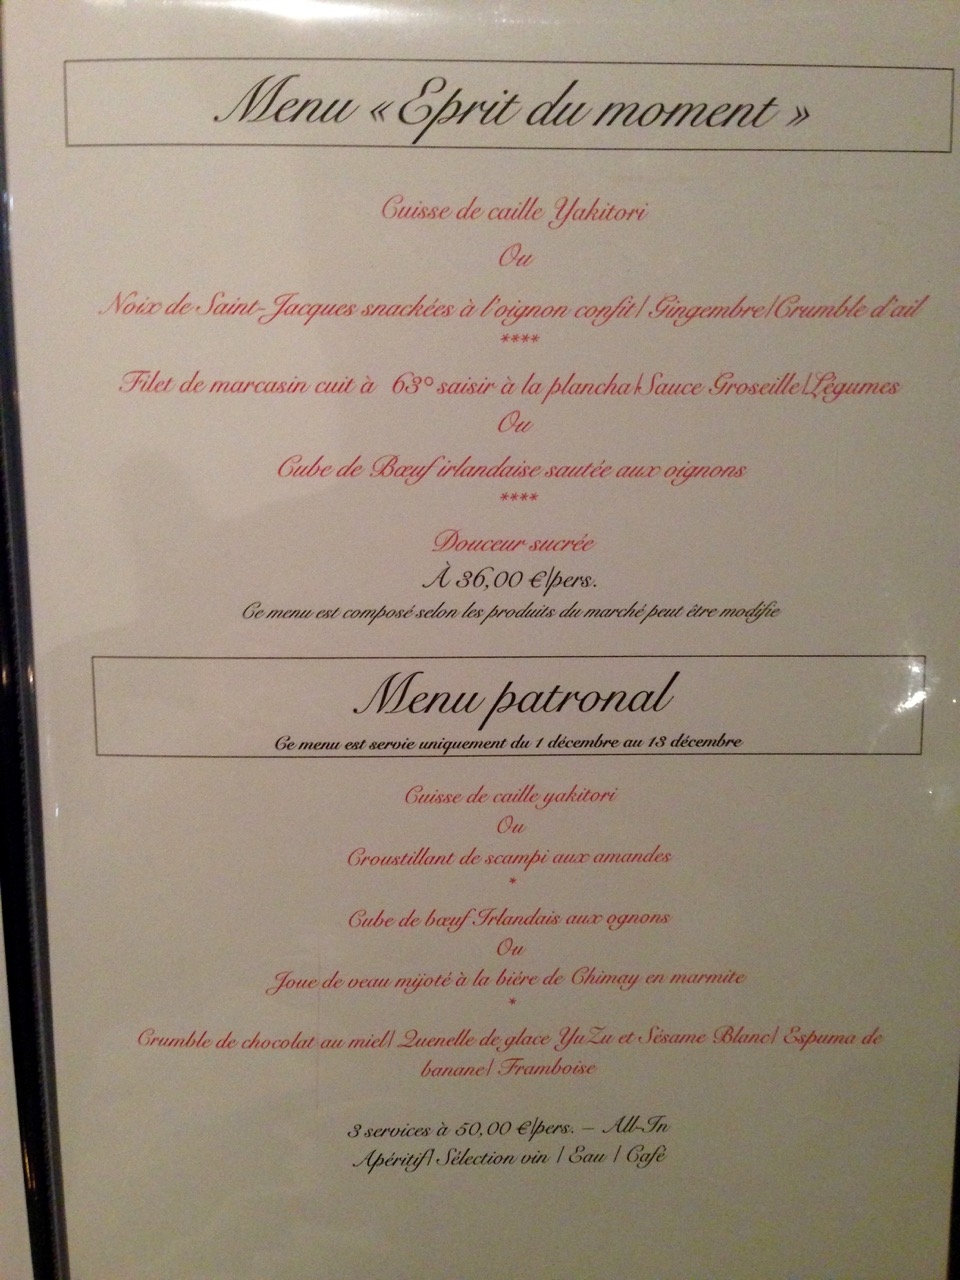 Menu « Eprit du moment »
Cuisse de caille Yakitori
Ou
Noix de Saint-Jacques snackées à l'oignon confit/ Gingembre/Crumble d'ail
****
Filet de marcasin cuit à 63° saisir à la plancha/Sauce Groseille/Légumes
Ou
Cube de Bœuf irlandaise sautée aux oignons
****
Douceur sucrée
À 36,00 €/pers.
Ce menu est composé selon les produits du marché peut être modifie
Menu patronal
Ce menu est servie uniquement du 1 décembre au 13 décembre
Cuisse de caille yakitori
Ou
Croustillant de scampi aux amandes
*
Cube de bœuf Irlandais aux ognons
Ou
Joue de veau mijoté à la biére de Chimay en marmite
*
Crumble de chocolat au miel/ Quenelle de glace YuZu et Sésame Blanc/ Espuma de
banane/ Framboise
3 services à 50,00 €/pers. – All-In
Apéritif/ Sélection vin / Eau / Café